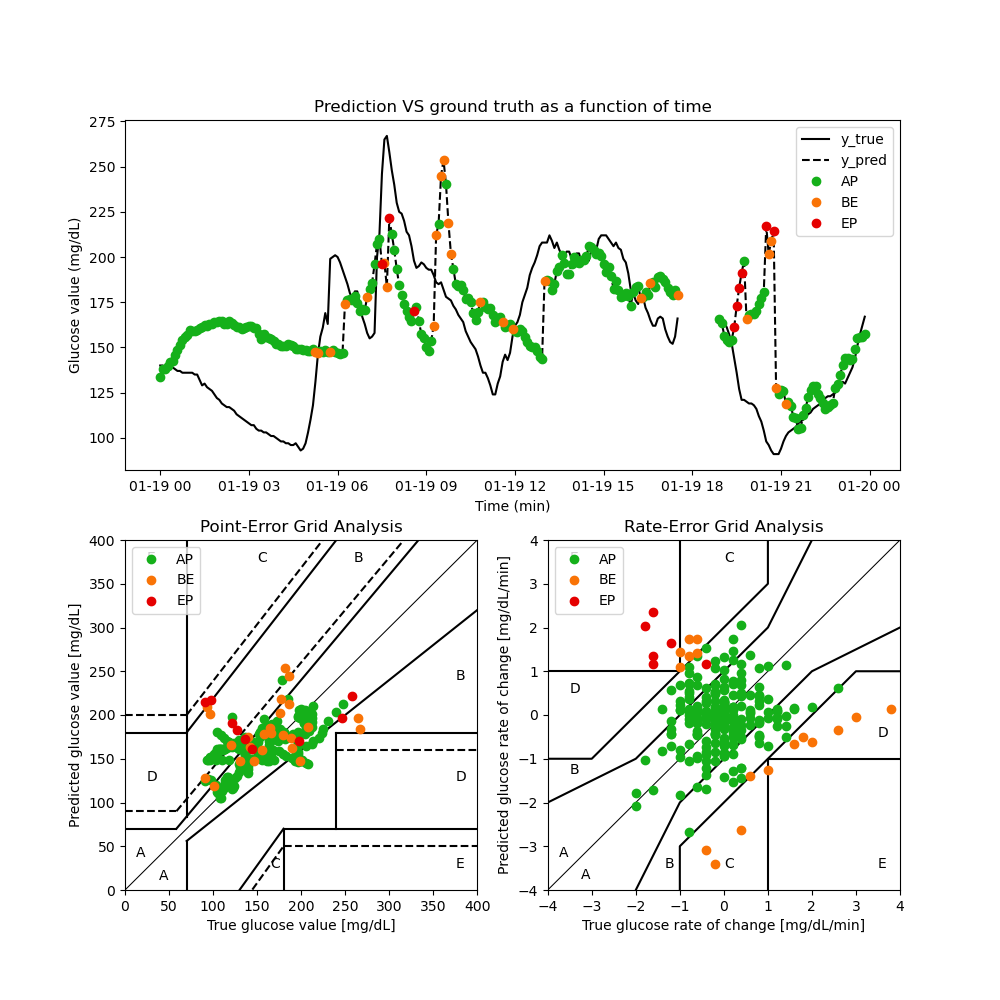 Prediction VS ground truth as a function of time
Glucose value (mg/dL)
275
250
225
200
175
150
125
100
y_true
y_pred
AP
BE
EP
01-19 00 01-19 03 01-19 06 01-19 09 01-19 12 01-19 15 01-19 18 01-19 21 01-20 00
Time (min)
Point-Error Grid Analysis
Predicted glucose value [mg/dL]
400
350
300
250
200
150
100
50
0
AP
BE
EP
C
B
B
D
D
A
A
C
E
0 50 100 150 200 250 300 350 400
True glucose value [mg/dL]
Rate-Error Grid Analysis
Predicted glucose rate of change [mg/dL/min]
4
3
2
1
0
−1
−2
−3
−4
AP
BE
EP
C
D
D
B
A
A
B
C
E
−4 −3 −2 −1 0 1 2 3 4
True glucose rate of change [mg/dL/min]